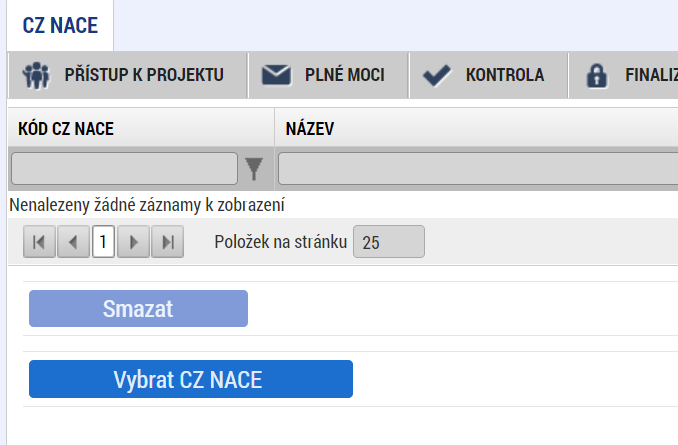 CZ NACE
PŘÍSTUP K PROJEKTU PLNÉ MOCI KONTROLA FINALIZ
KÓD CZ NACE NÁZEV
Nenalezeny žádné záznamy k zobrazení
1 Položek na stránku 25
Smazat
Vybrat CZ NACE